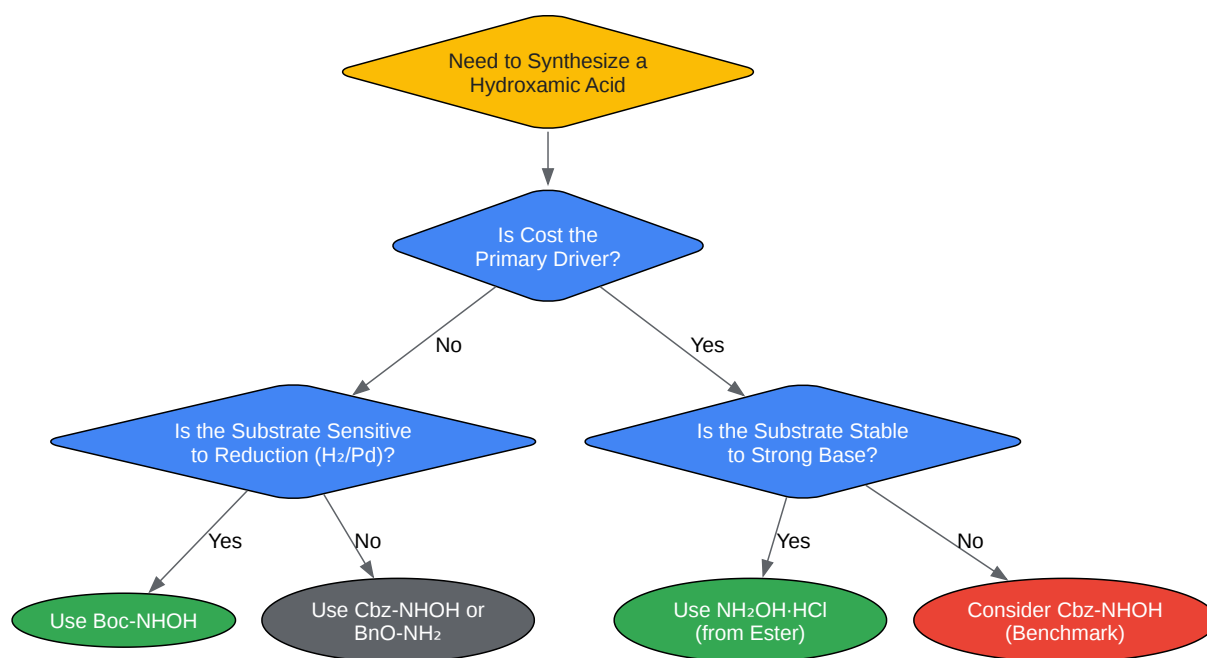 Need to Synthesize a
Hydroxamic Acid
Is Cost the
Primary Driver?
No
Yes
Is the Substrate Sensitive
to Reduction (H₂/Pd)?
Is the Substrate Stable
to Strong Base?
Yes
No
Yes
No
Use Boc-NHOH
Use Cbz-NHOH or
BnO-NH₂
Use NH₂OH·HCl
(from Ester)
Consider Cbz-NHOH
(Benchmark)